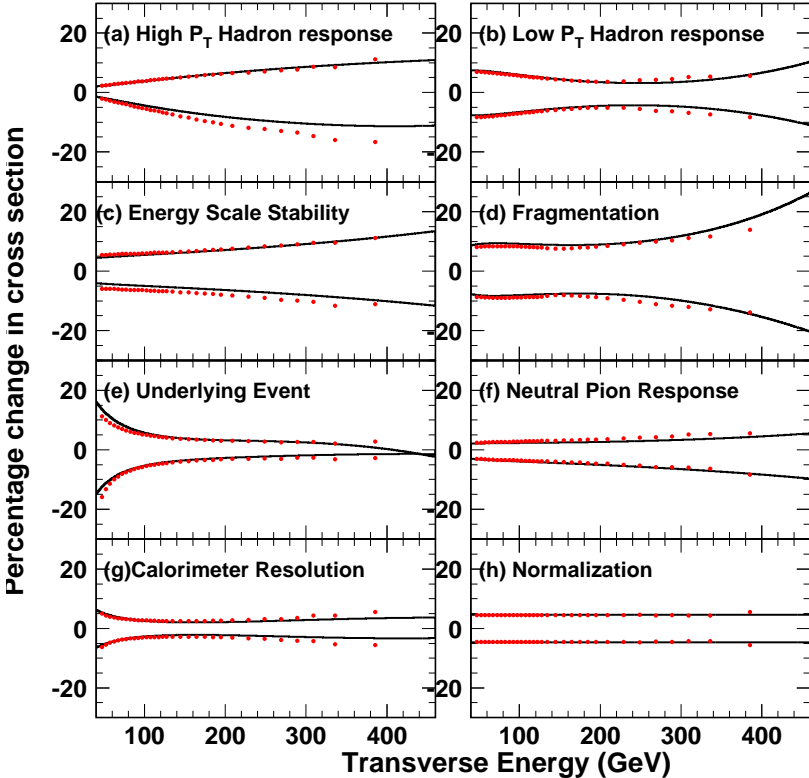 (a) High P_T Hadron response
(b) Low P_T Hadron response
20
0
-20
20
0
-20
(c) Energy Scale Stability
(d) Fragmentation
20
0
-20
20
0
-20
(e) Underlying Event
(f) Neutral Pion Response
20
0
-20
20
0
-20
(g)Calorimeter Resolution
(h) Normalization
20
0
-20
20
0
-20
100 200 300 400
100 200 300 400
Transverse Energy (GeV)
Percentage change in cross section